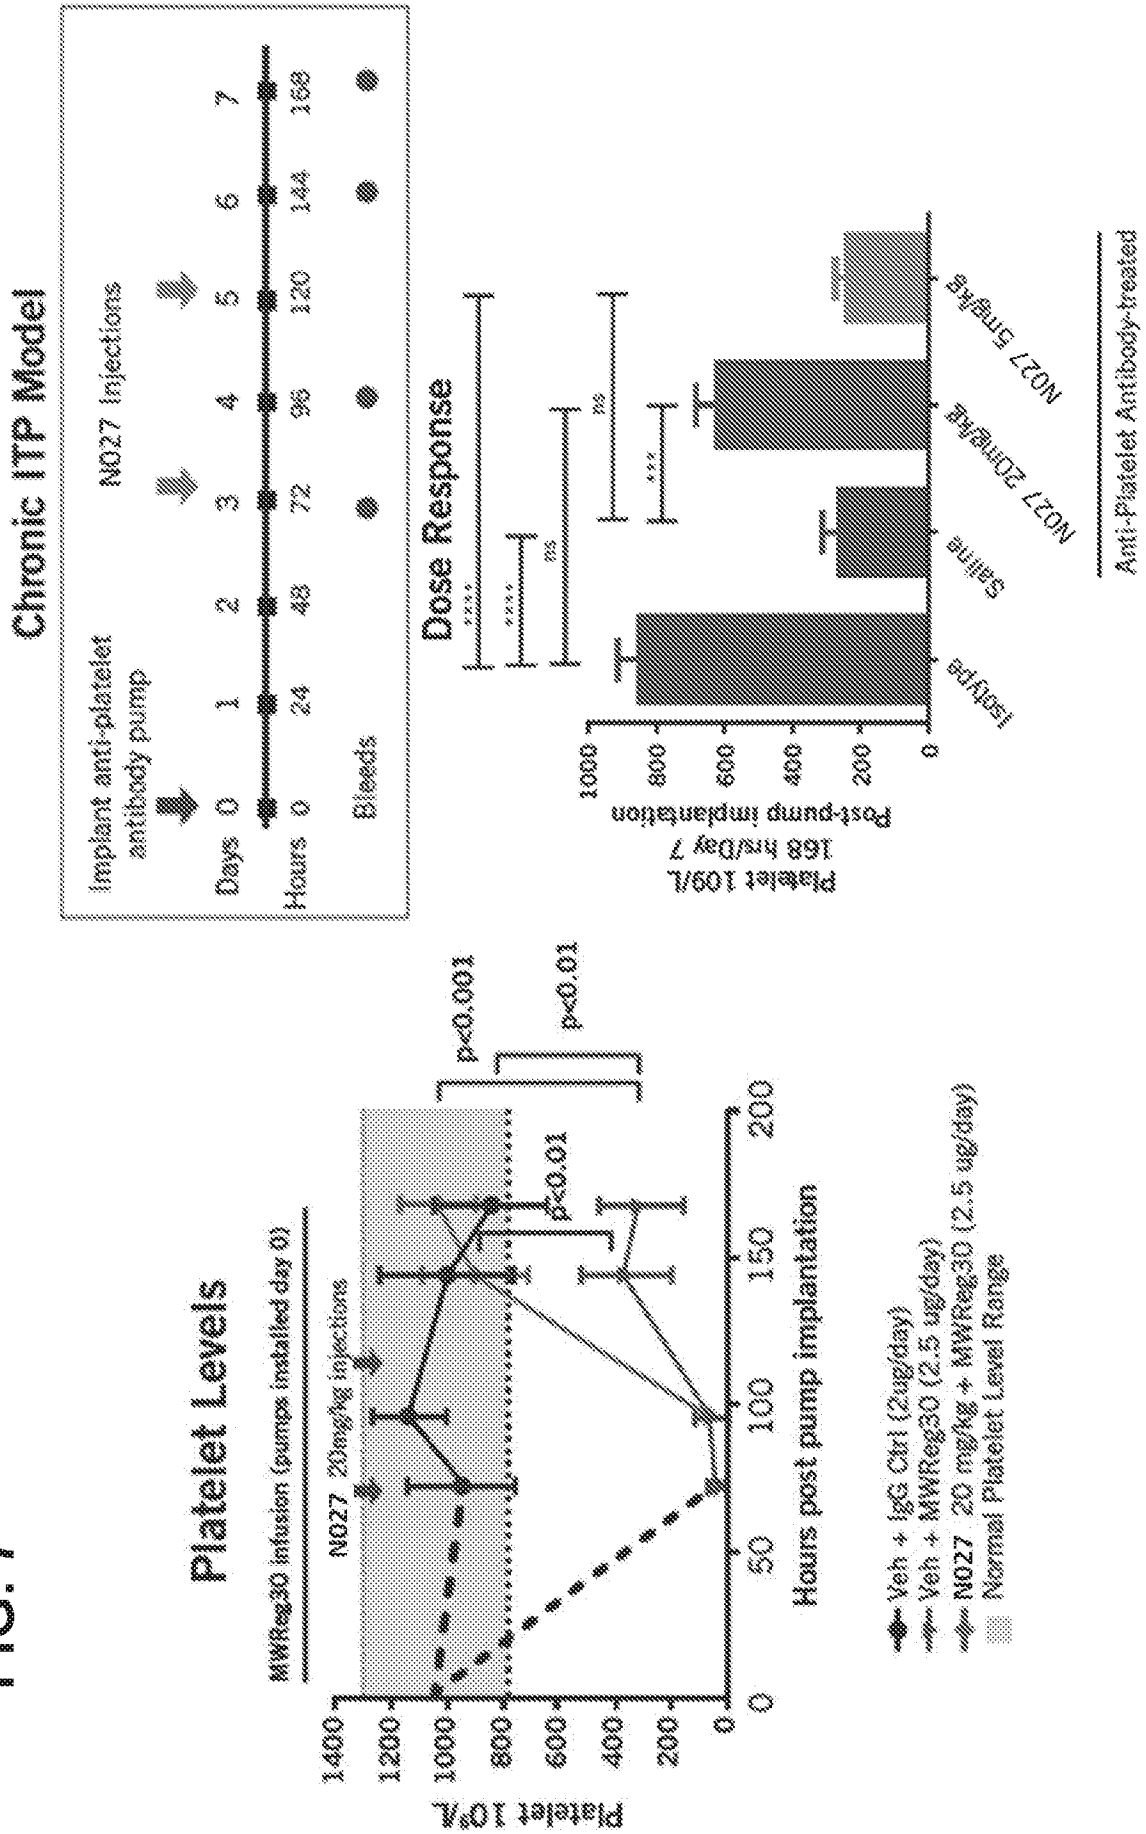 FIG. 7
Platelet Levels
MWReg30 infusion (pumps installed day 0)
N027 20mg/kg injections
1400
1200
1000
800
600
400
200
0
Platelet 10⁹/L
0
50
100
150
200
Hours post pump implantation
p<0.01
p<0.001
p<0.01
Veh + IgG Ctrl (2ug/day)
Veh + MWReg30 (2.5 ug/day)
N027 20 mg/kg + MWReg30 (2.5 ug/day)
Normal Platelet Level Range
Chronic ITP Model
Implant anti-platelet
antibody pump
N027 Injections
Days 0 1 2 3 4 5 6 7
Hours 0 24 48 72 96 120 144 168
Bleeds
Dose Response
****
****
ns
ns
***
1000
800
600
400
200
0
Platelet 109/L
168 hrs/Day 7
Post-pump implantation
Isotype
Saline
N027 20mg/kg
N027 5mg/kg
Anti-Platelet Antibody-treated